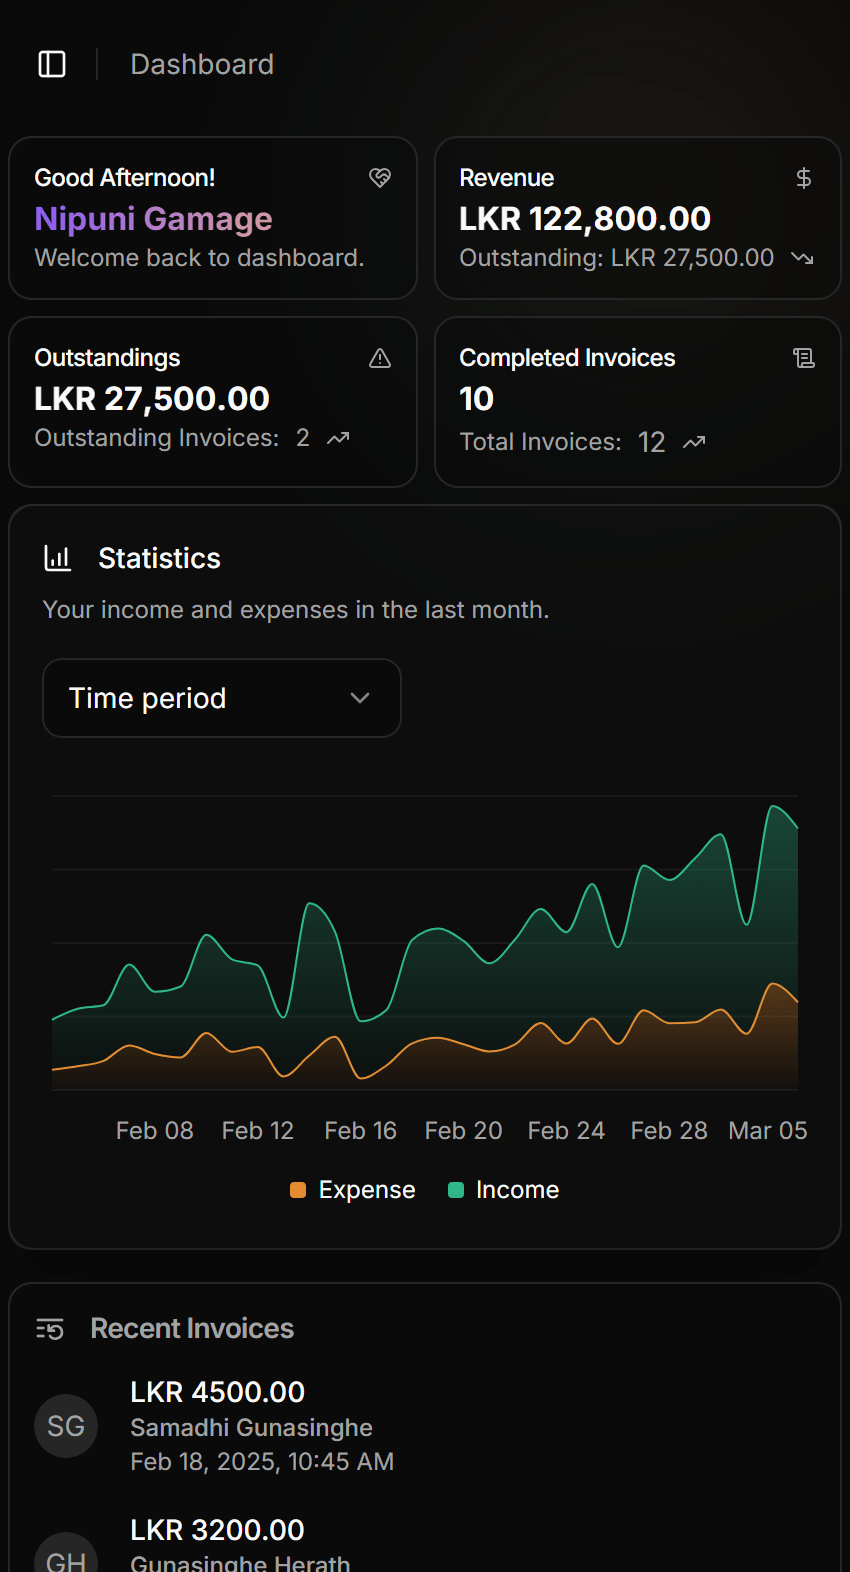 Dashboard
Good Afternoon!
Nipuni Gamage
Welcome back to dashboard.
Revenue
LKR 122,800.00
Outstanding: LKR 27,500.00
Outstandings
LKR 27,500.00
Outstanding Invoices: 2
Completed Invoices
10
Total Invoices: 12
Statistics
Your income and expenses in the last month.
Time period
Feb 08 Feb 12 Feb 16 Feb 20 Feb 24 Feb 28 Mar 05
Expense Income
Recent Invoices
SG
LKR 4500.00
Samadhi Gunasinghe
Feb 18, 2025, 10:45 AM
GH
LKR 3200.00
Gunasinghe Herath